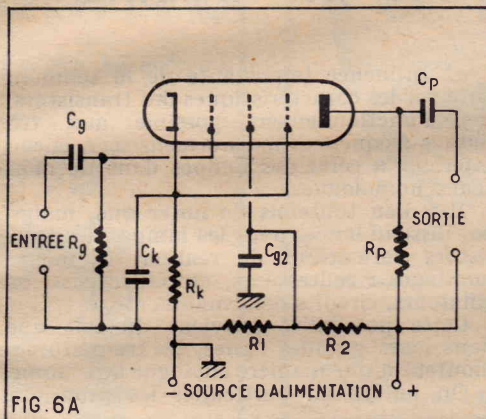 Cp
Cg
ENTREE
Rg
Ck
Rk
Cg2
Rp
SORTIE
R1
R2
- SOURCE D'ALIMENTATION +
FIG. 6A